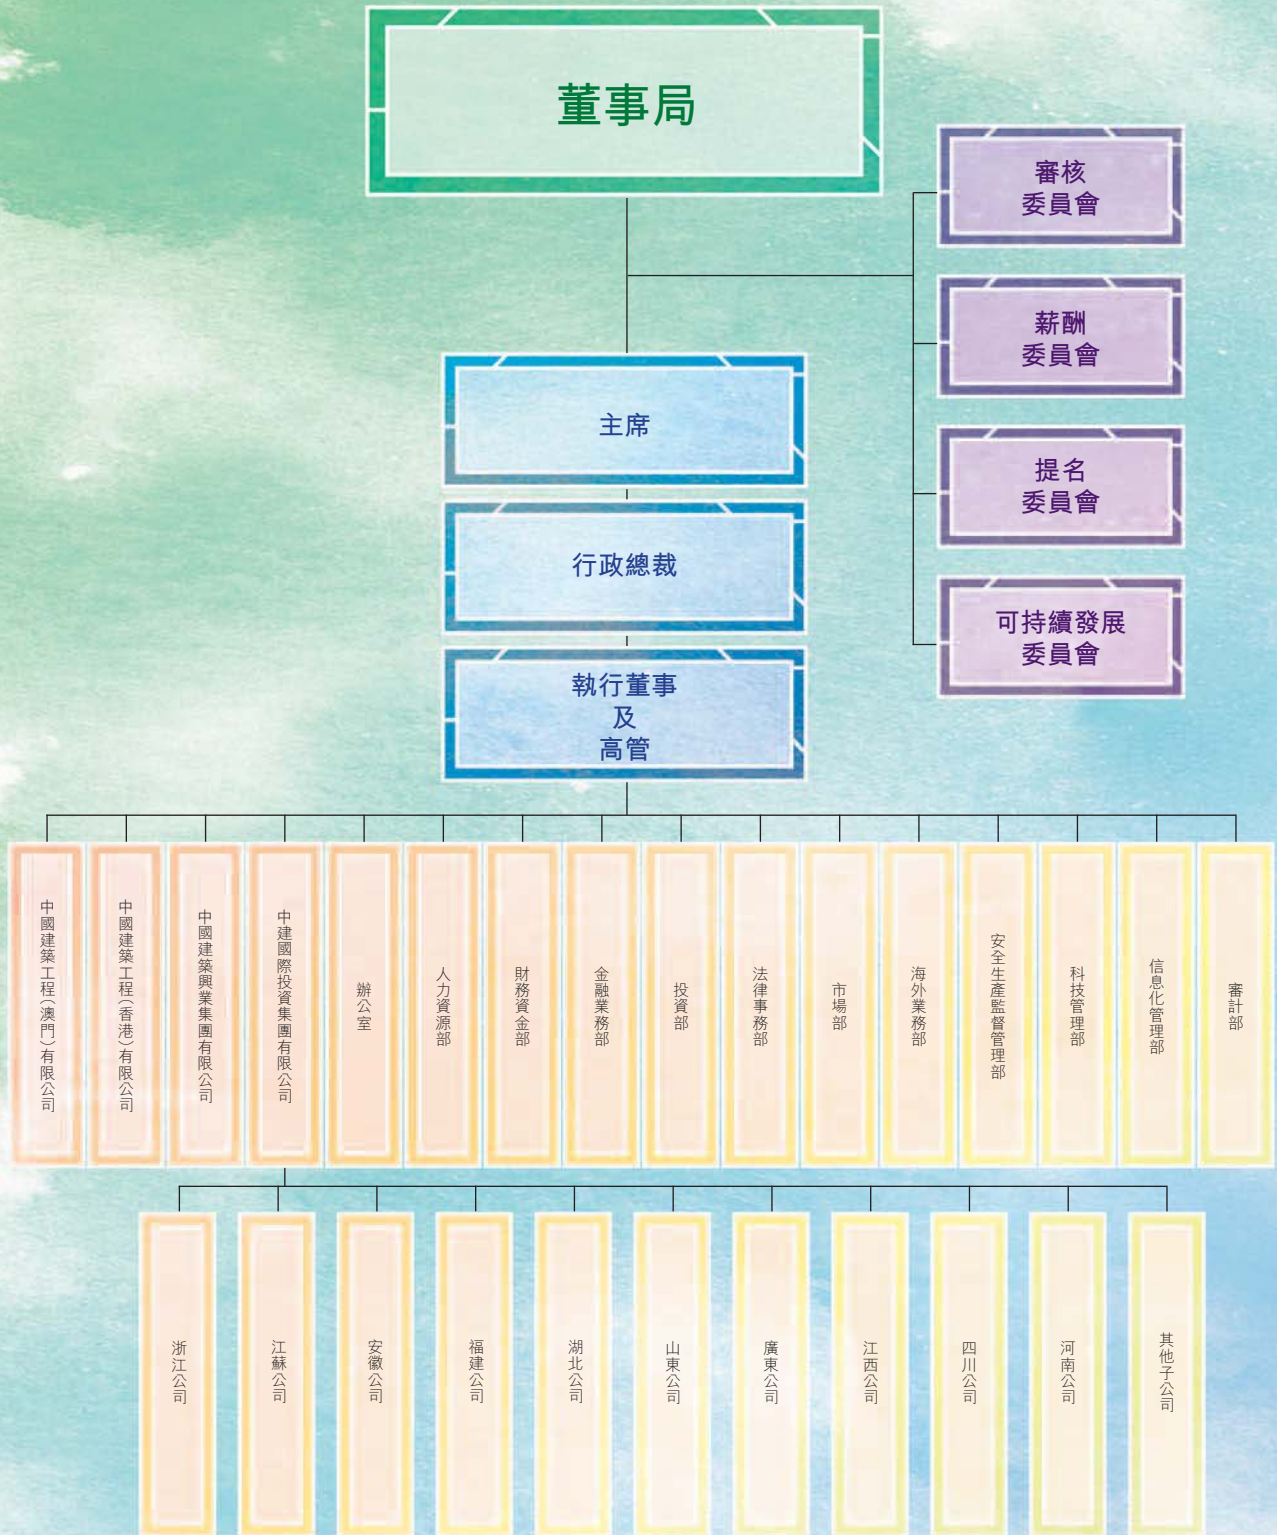 董事局
審核
委員會
薪酬
委員會
提名
委員會
可持續發展
委員會
主席
行政總裁
執行董事
及
高管
中國建築工程（澳門）有限公司
中國建築工程（香港）有限公司
中國建築興業集團有限公司
中建國際投資集團有限公司
辦公室
人力資源部
財務資金部
金融業務部
投資部
法律事務部
市場部
海外業務部
安全生產監督管理部
科技管理部
信息化管理部
審計部
浙江公司
江蘇公司
安徽公司
福建公司
湖北公司
山東公司
廣東公司
江西公司
四川公司
河南公司
其他子公司